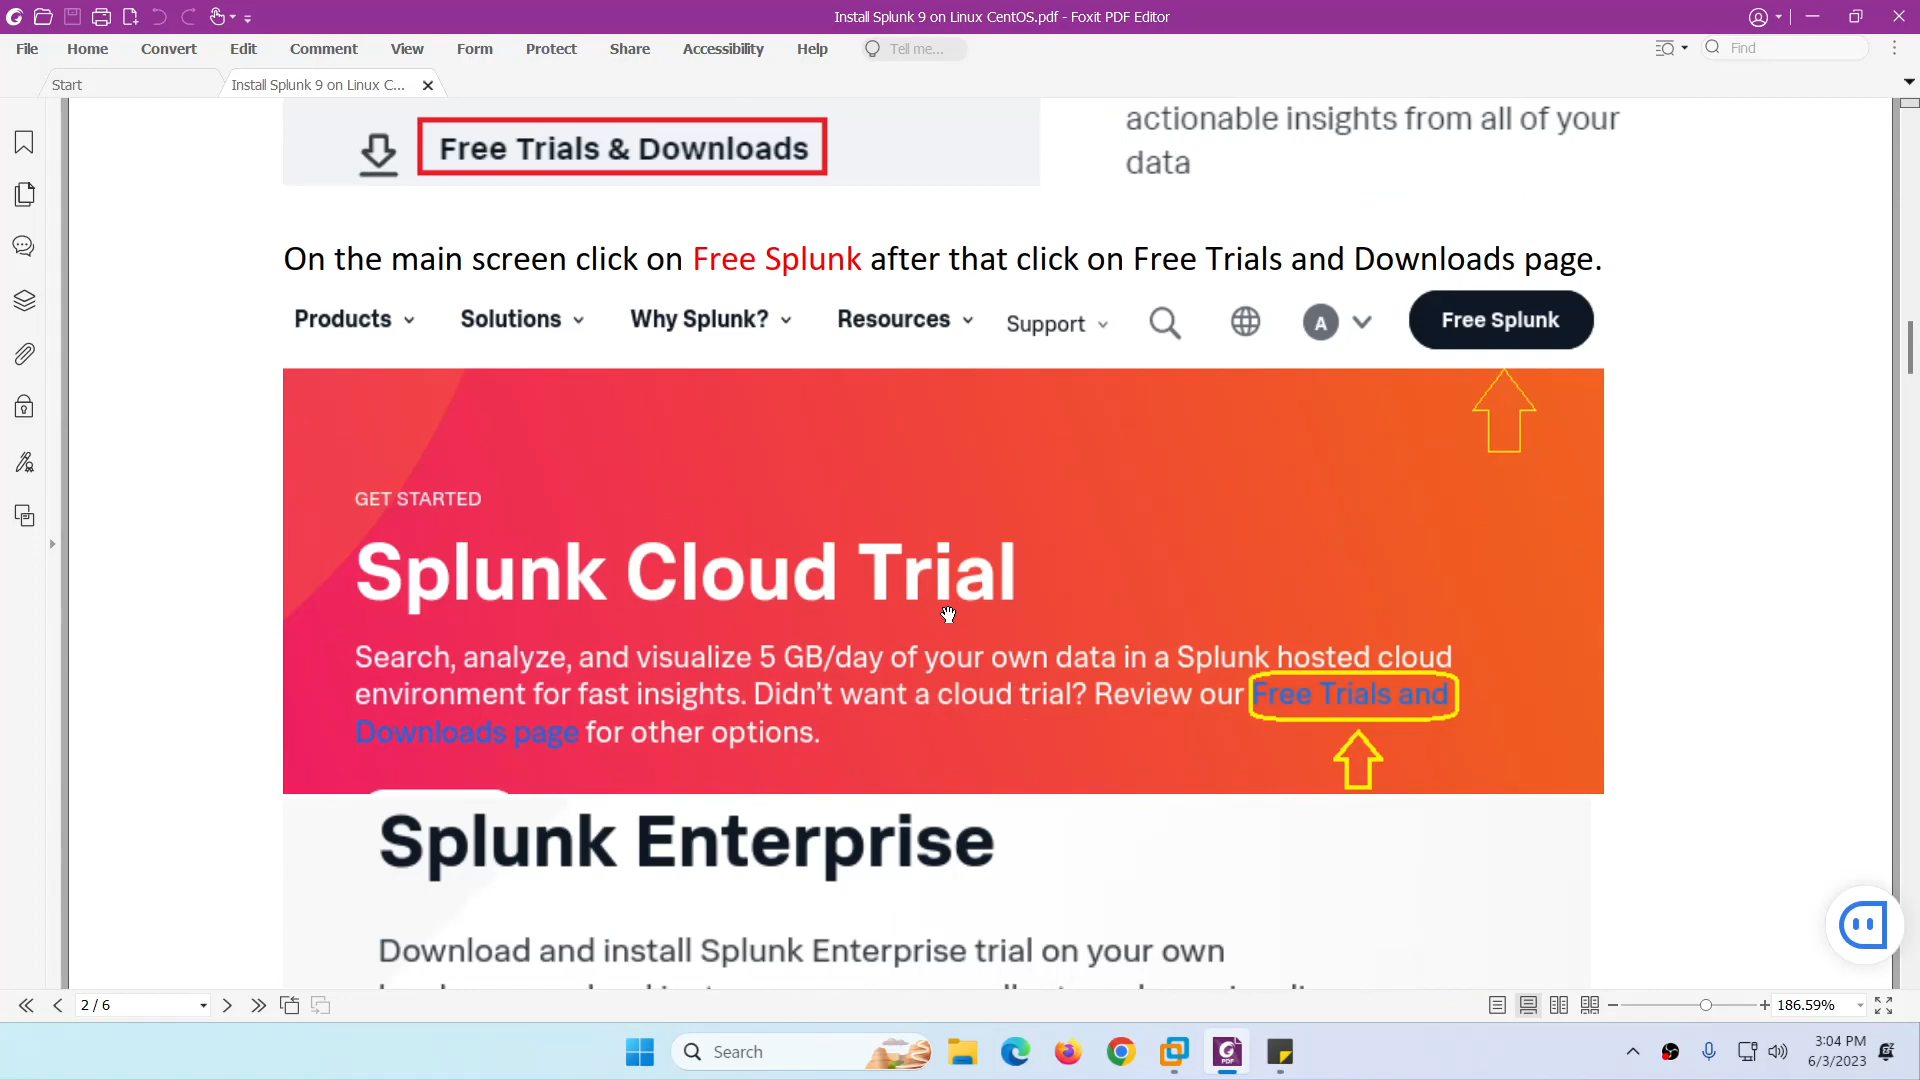 Install Splunk 9 on Linux CentOS.pdf - Foxit PDF Editor
File Home Convert Edit Comment View Form Protect Share Accessibility Help Tell me... Find
Start Install Splunk 9 on Linux C...
Free Trials & Downloads
actionable insights from all of your
data
On the main screen click on Free Splunk after that click on Free Trials and Downloads page.
Products Solutions Why Splunk? Resources Support A Free Splunk
GET STARTED
Splunk Cloud Trial
Search, analyze, and visualize 5 GB/day of your own data in a Splunk hosted cloud
environment for fast insights. Didn't want a cloud trial? Review our Free Trials and
Downloads page for other options.
Splunk Enterprise
Download and install Splunk Enterprise trial on your own
2 / 6 186.59%
Search
3:04 PM
6/3/2023